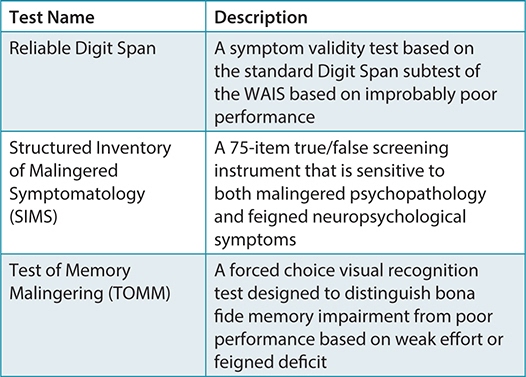 Test Name
Description
Reliable Digit Span
A symptom validity test based on
the standard Digit Span subtest of
the WAIS based on improbably poor
performance
Structured Inventory
of Malingered
Symptomatology
(SIMS)
A 75-item true/false screening
instrument that is sensitive to
both malingered psychopathology
and feigned neuropsychological
symptoms
Test of Memory
Malingering (TOMM)
A forced choice visual recognition
test designed to distinguish bona
fide memory impairment from poor
performance based on weak effort or
feigned deficit